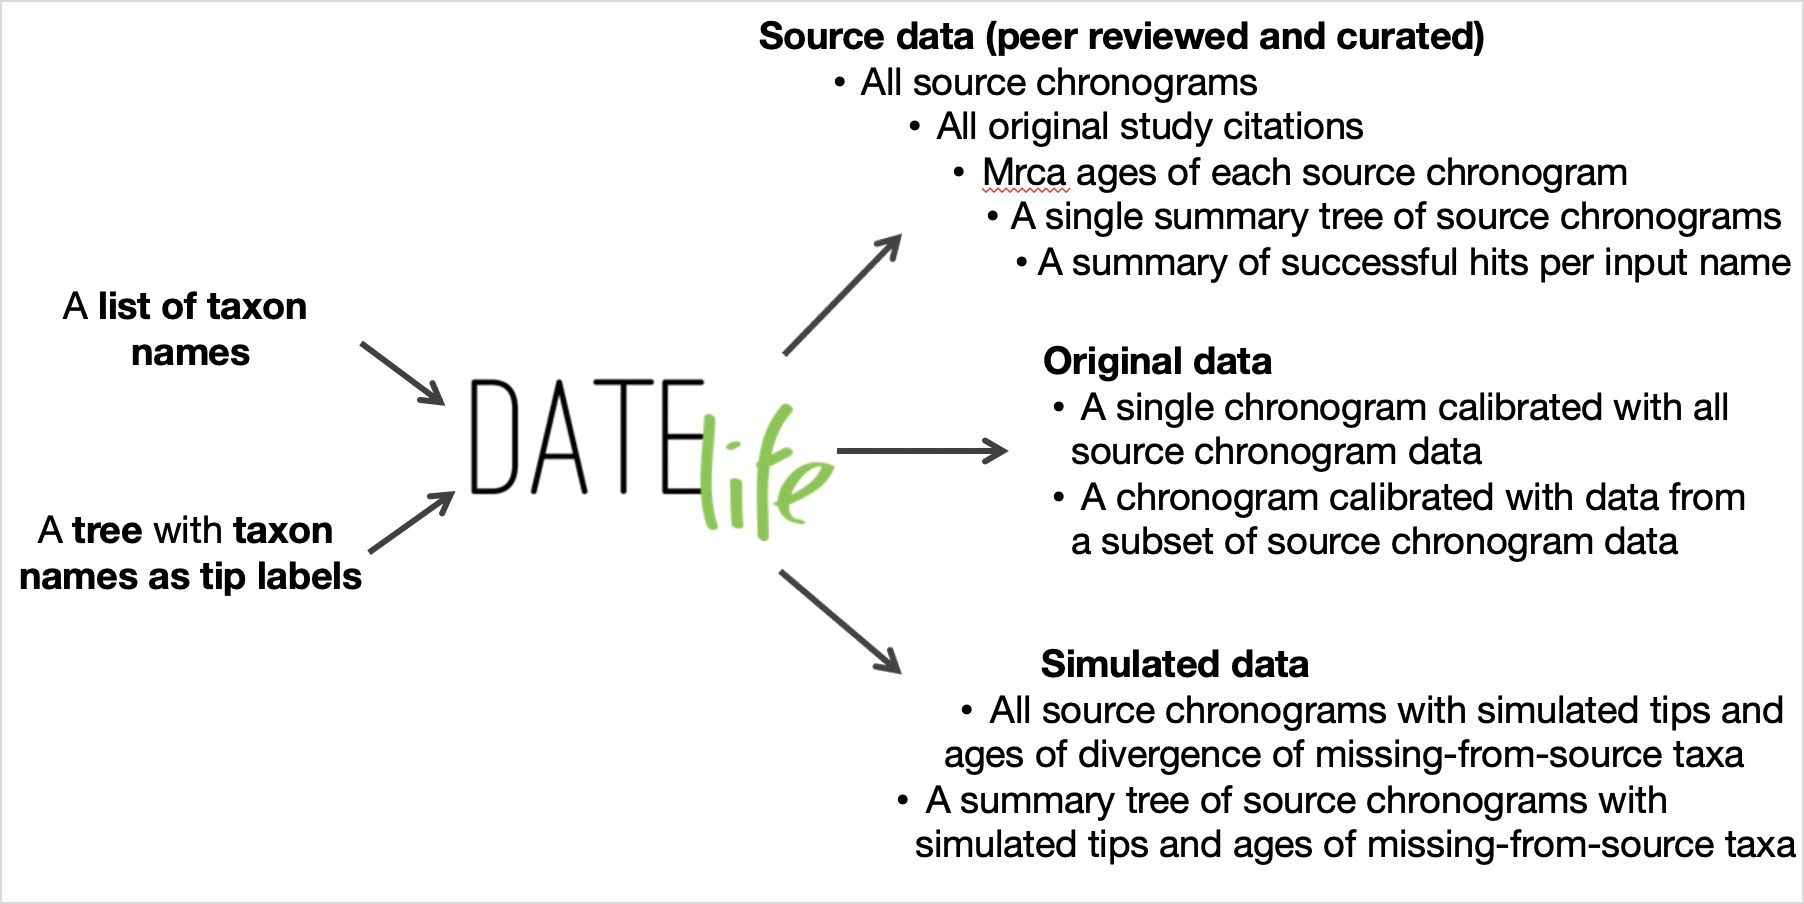 Source data (peer reviewed and curated)
• All source chronograms
• All original study citations
• Mrca ages of each source chronogram
• A single summary tree of source chronograms
• A summary of successful hits per input name
A list of taxon
names
DATElife
A tree with taxon
names as tip labels
Original data
• A single chronogram calibrated with all
source chronogram data
• A chronogram calibrated with data from
a subset of source chronogram data
Simulated data
• All source chronograms with simulated tips and
ages of divergence of missing-from-source taxa
• A summary tree of source chronograms with
simulated tips and ages of missing-from-source taxa